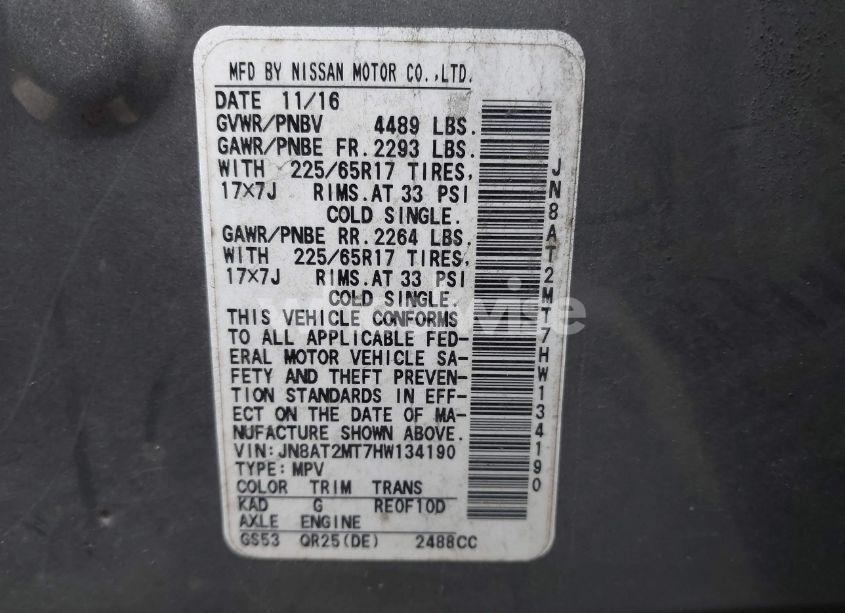 MFD BY NISSAN MOTOR CO.,LTD.
DATE 11/16
GVWR/PNBV 4489 LBS.
GAWR/PNBE FR. 2293 LBS.
WITH 225/65R17 TIRES,
17×7J RIMS.AT 33 PSI
COLD SINGLE.
GAWR/PNBE RR. 2264 LBS.
WITH 225/65R17 TIRES,
17×7J RIMS.AT 33 PSI
COLD SINGLE.
THIS VEHICLE CONFORMS
TO ALL APPLICABLE FED-
ERAL MOTOR VEHICLE SA-
FETY AND THEFT PREVEN-
TION STANDARDS IN EFF-
ECT ON THE DATE OF MA-
NUFACTURE SHOWN ABOVE.
VIN:JN8AT2MT7HW134190
TYPE:MPV
COLOR TRIM TRANS
KAD G RE0F10D
AXLE ENGINE
GS53 QR25(DE) 2488CC
JN8AT2MT7HW134190